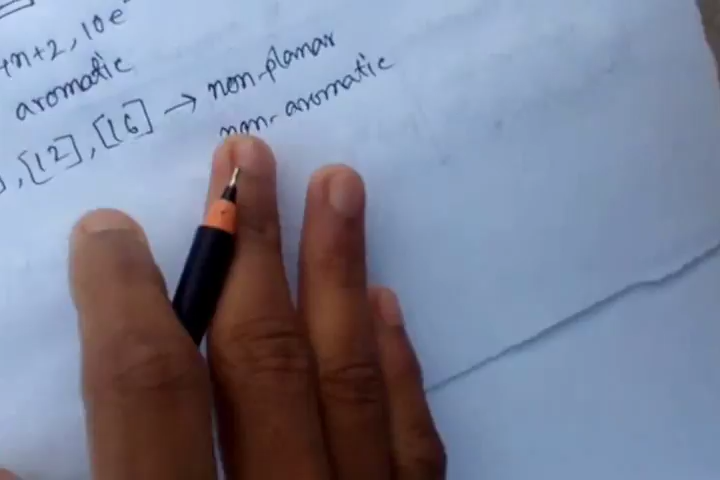 4n+2, 10e⁻
aromatic
], [12], [16] → non-planar
non-aromatic